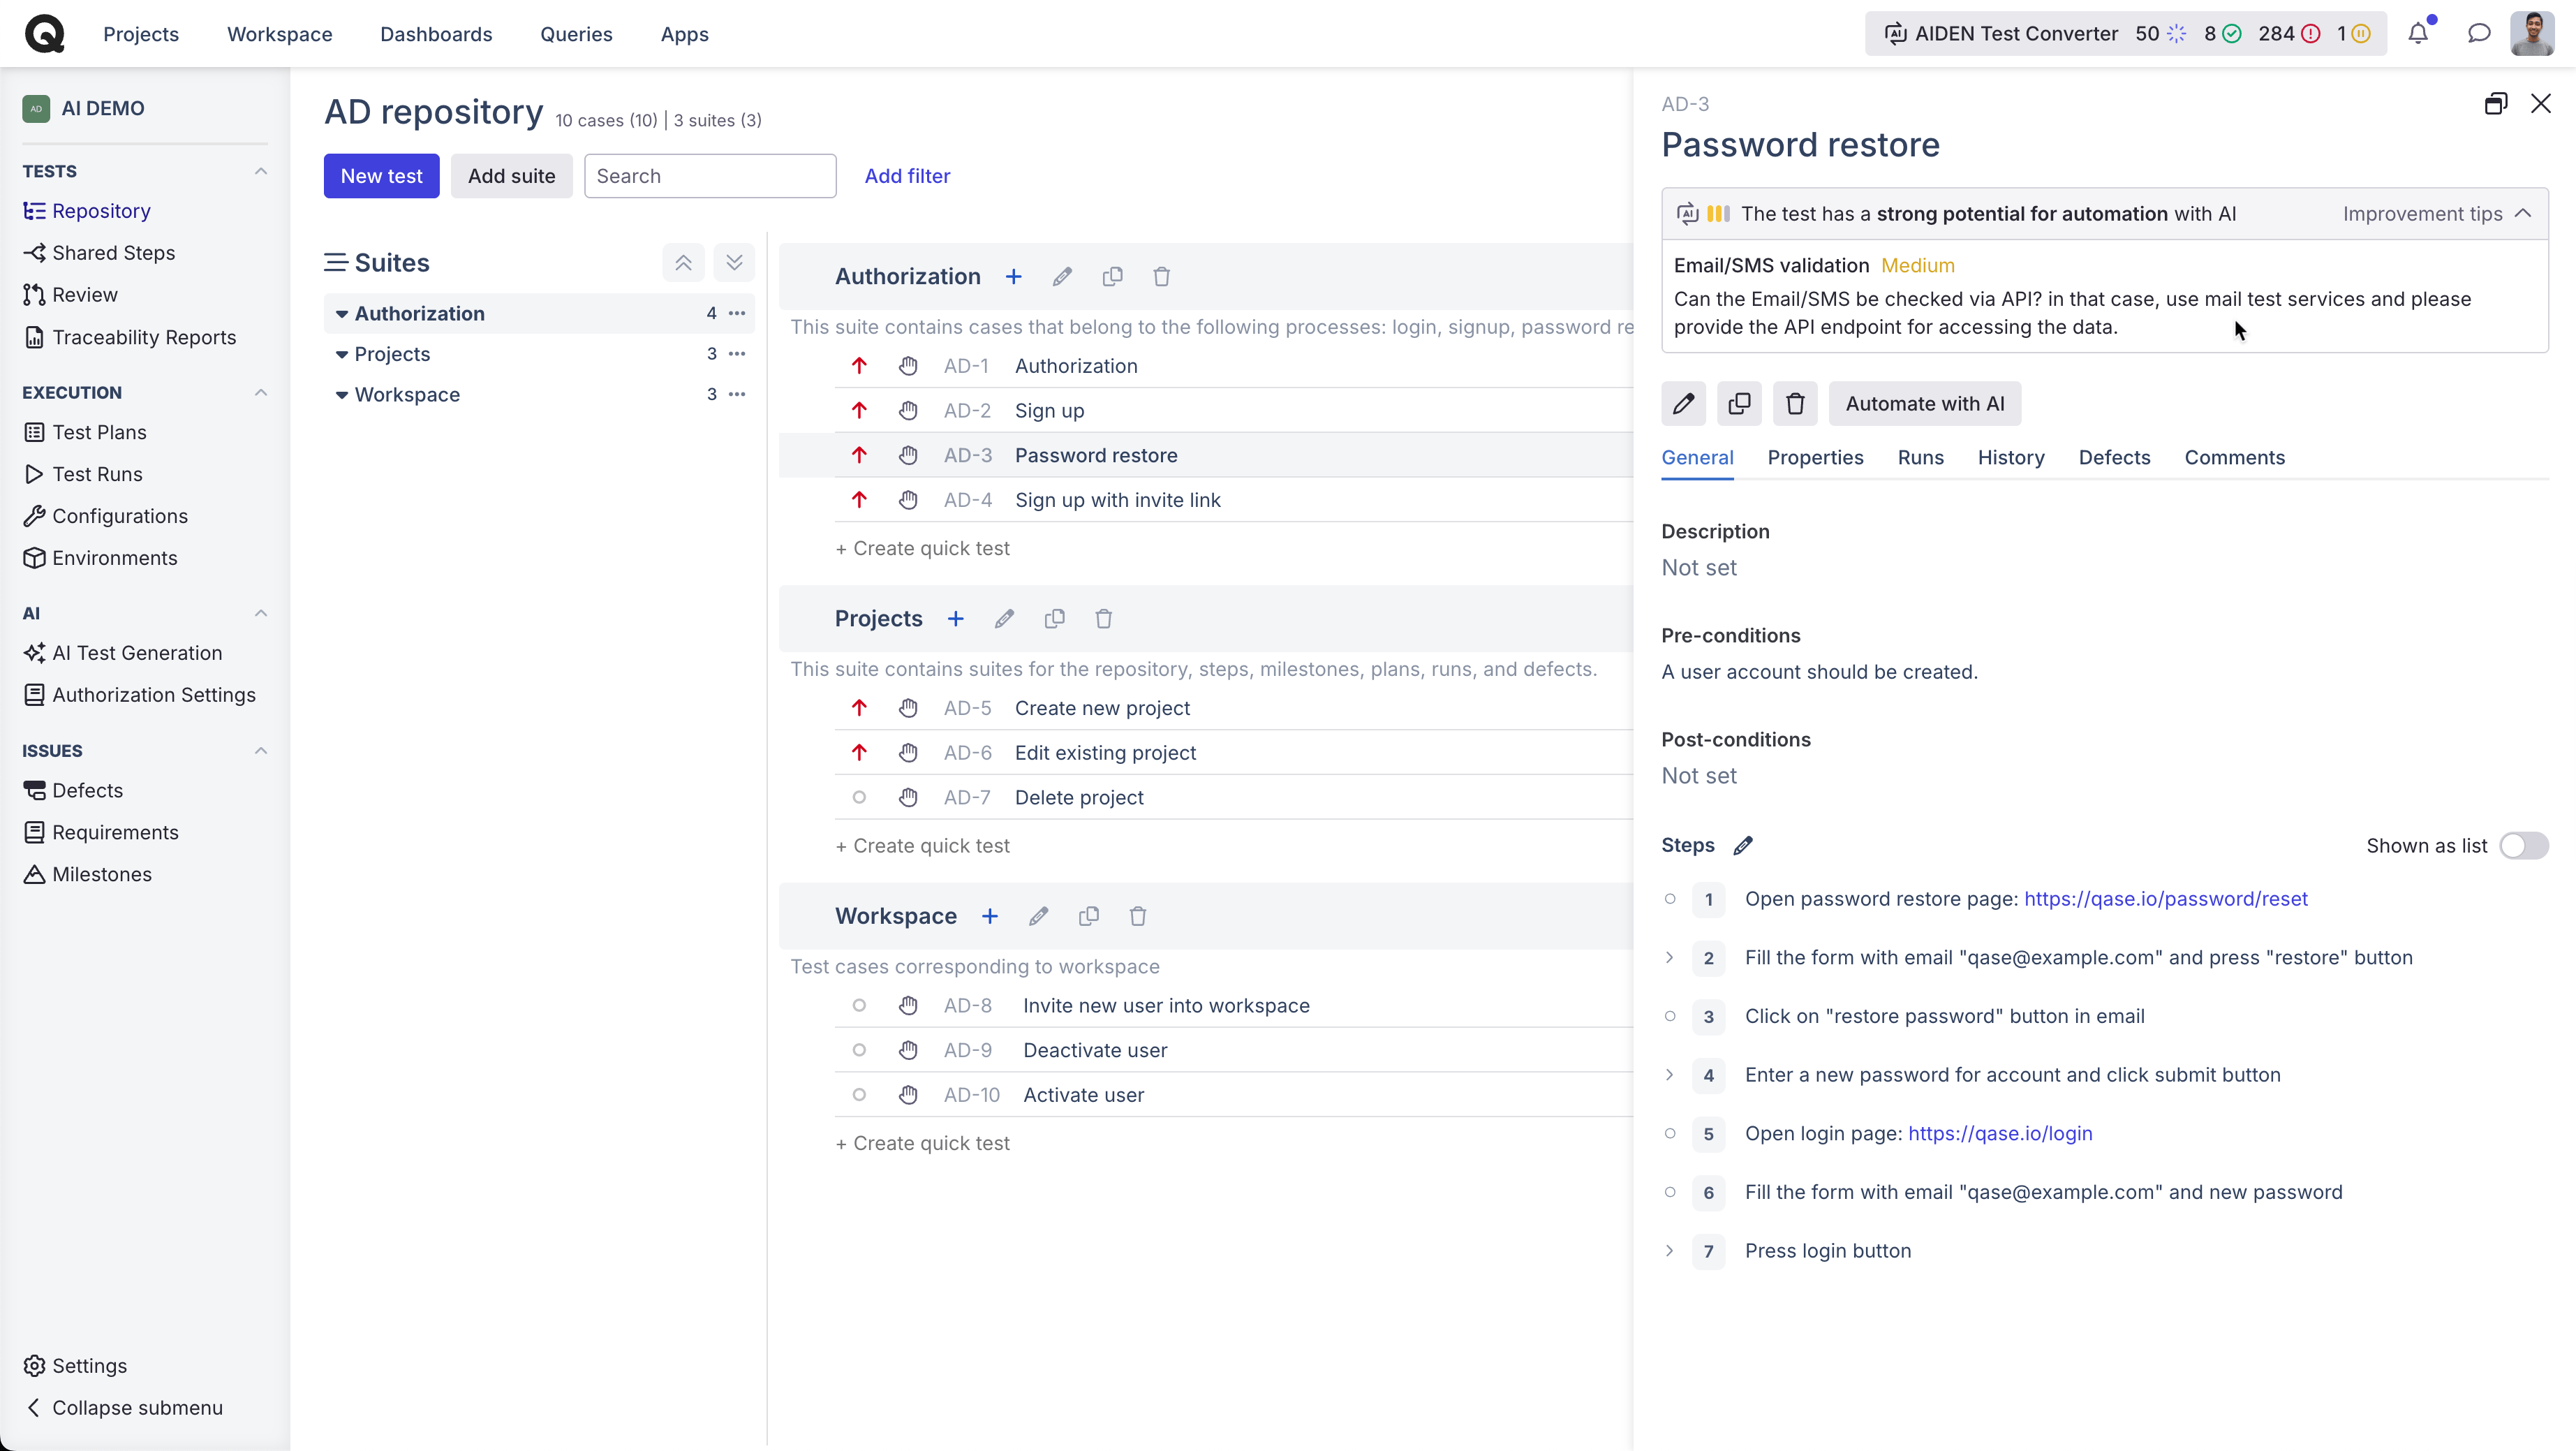 Projects Workspace Dashboards Queries Apps
AIDEN Test Converter 50 8 284 1
AD AI DEMO
TESTS
Repository
Shared Steps
Review
Traceability Reports
EXECUTION
Test Plans
Test Runs
Configurations
Environments
AI
AI Test Generation
Authorization Settings
ISSUES
Defects
Requirements
Milestones
Settings
Collapse submenu
AD repository 10 cases (10) | 3 suites (3)
New test Add suite Search Add filter
Suites
Authorization 4
Projects 3
Workspace 3
Authorization
This suite contains cases that belong to the following processes: login, signup, password re
AD-1 Authorization
AD-2 Sign up
AD-3 Password restore
AD-4 Sign up with invite link
+ Create quick test
Projects
This suite contains suites for the repository, steps, milestones, plans, runs, and defects.
AD-5 Create new project
AD-6 Edit existing project
AD-7 Delete project
+ Create quick test
Workspace
Test cases corresponding to workspace
AD-8 Invite new user into workspace
AD-9 Deactivate user
AD-10 Activate user
+ Create quick test
AD-3
Password restore
AI The test has a strong potential for automation with AI Improvement tips
Email/SMS validation Medium
Can the Email/SMS be checked via API? in that case, use mail test services and please
provide the API endpoint for accessing the data.
Automate with AI
General Properties Runs History Defects Comments
Description
Not set
Pre-conditions
A user account should be created.
Post-conditions
Not set
Steps Shown as list
1 Open password restore page: https://qase.io/password/reset
2 Fill the form with email "qase@example.com" and press "restore" button
3 Click on "restore password" button in email
4 Enter a new password for account and click submit button
5 Open login page: https://qase.io/login
6 Fill the form with email "qase@example.com" and new password
7 Press login button